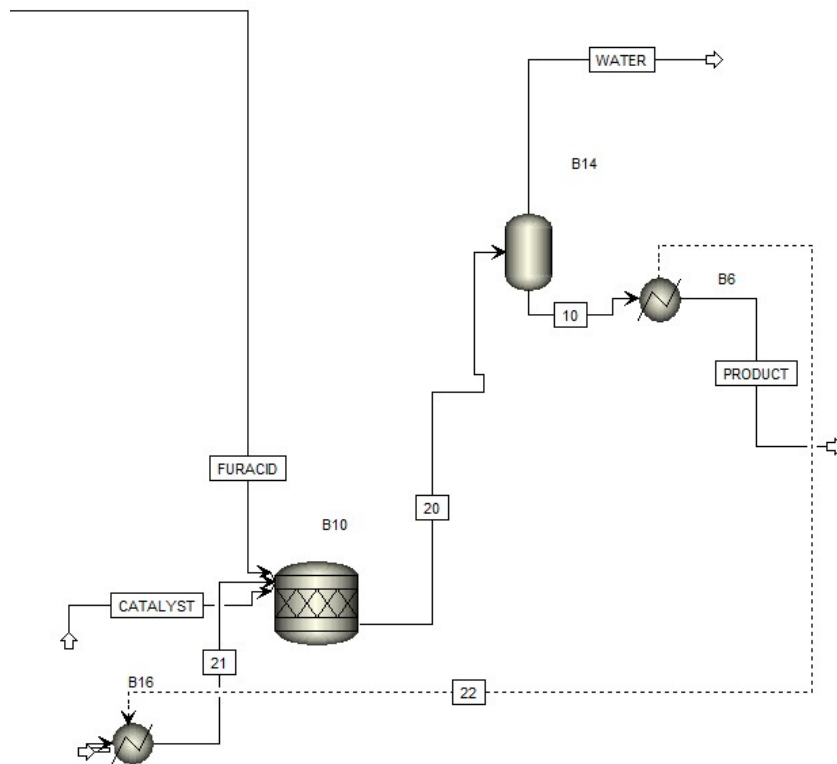 WATER
B14
B6
10
PRODUCT
FURACID
20
B10
CATALYST
21
B16
22